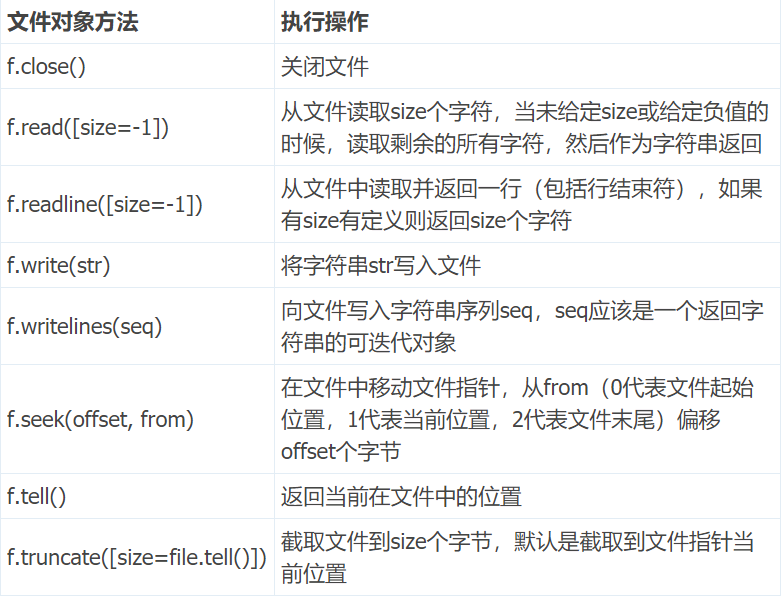 文件对象方法 执行操作
f.close() 关闭文件
f.read([size=-1]) 从文件读取size个字符，当未给定size或给定负值的
时候，读取剩余的所有字符，然后作为字符串返回
f.readline([size=-1]) 从文件中读取并返回一行（包括行结束符），如果
有size有定义则返回size个字符
f.write(str) 将字符串str写入文件
f.writelines(seq) 向文件写入字符串序列seq，seq应该是一个返回字
符串的可迭代对象
f.seek(offset, from) 在文件中移动文件指针，从from（0代表文件起始
位置，1代表当前位置，2代表文件末尾）偏移
offset个字节
f.tell() 返回当前在文件中的位置
f.truncate([size=file.tell()]) 截取文件到size个字节，默认是截取到文件指针当
前位置